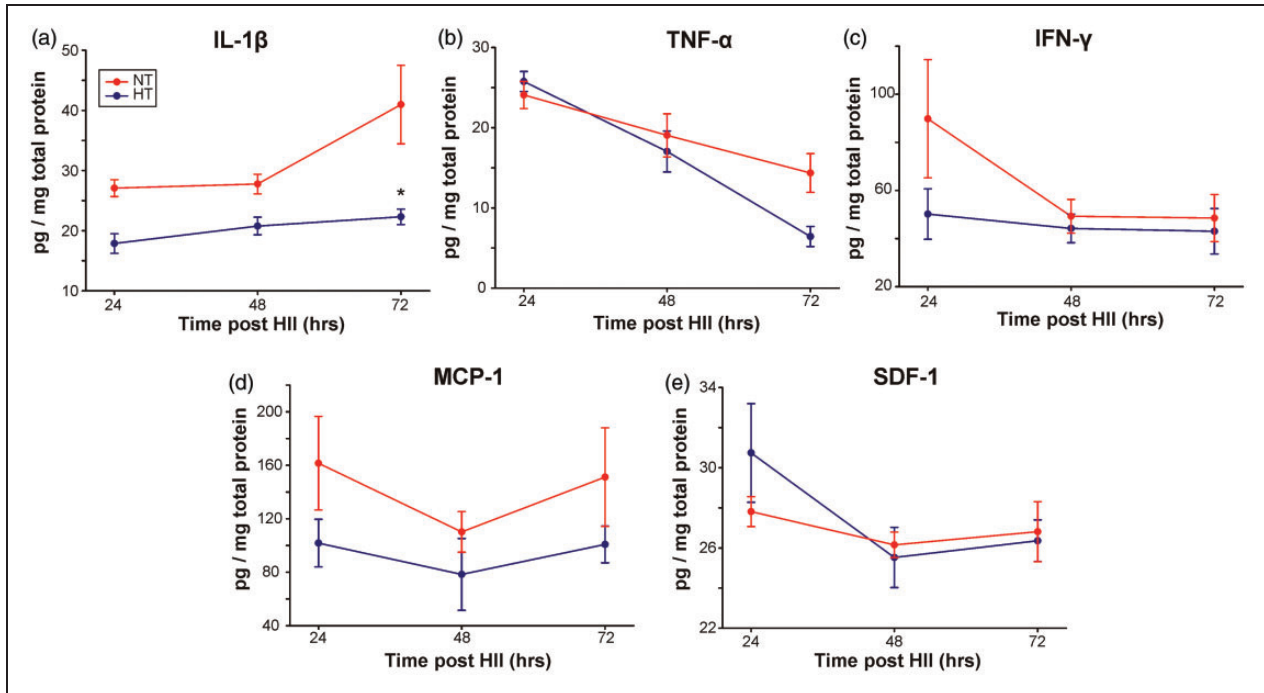 (a)
IL-1β
pg / mg total protein
50
40
30
20
10
NT
HT
*
24
48
72
Time post HII (hrs)
(b)
TNF-α
pg / mg total protein
30
20
10
0
24
48
72
Time post HII (hrs)
(c)
IFN-γ
pg / mg total protein
100
60
20
24
48
72
Time post HII (hrs)
(d)
MCP-1
pg / mg total protein
200
160
120
80
40
24
48
72
Time post HII (hrs)
(e)
SDF-1
pg / mg total protein
34
30
26
22
24
48
72
Time post HII (hrs)